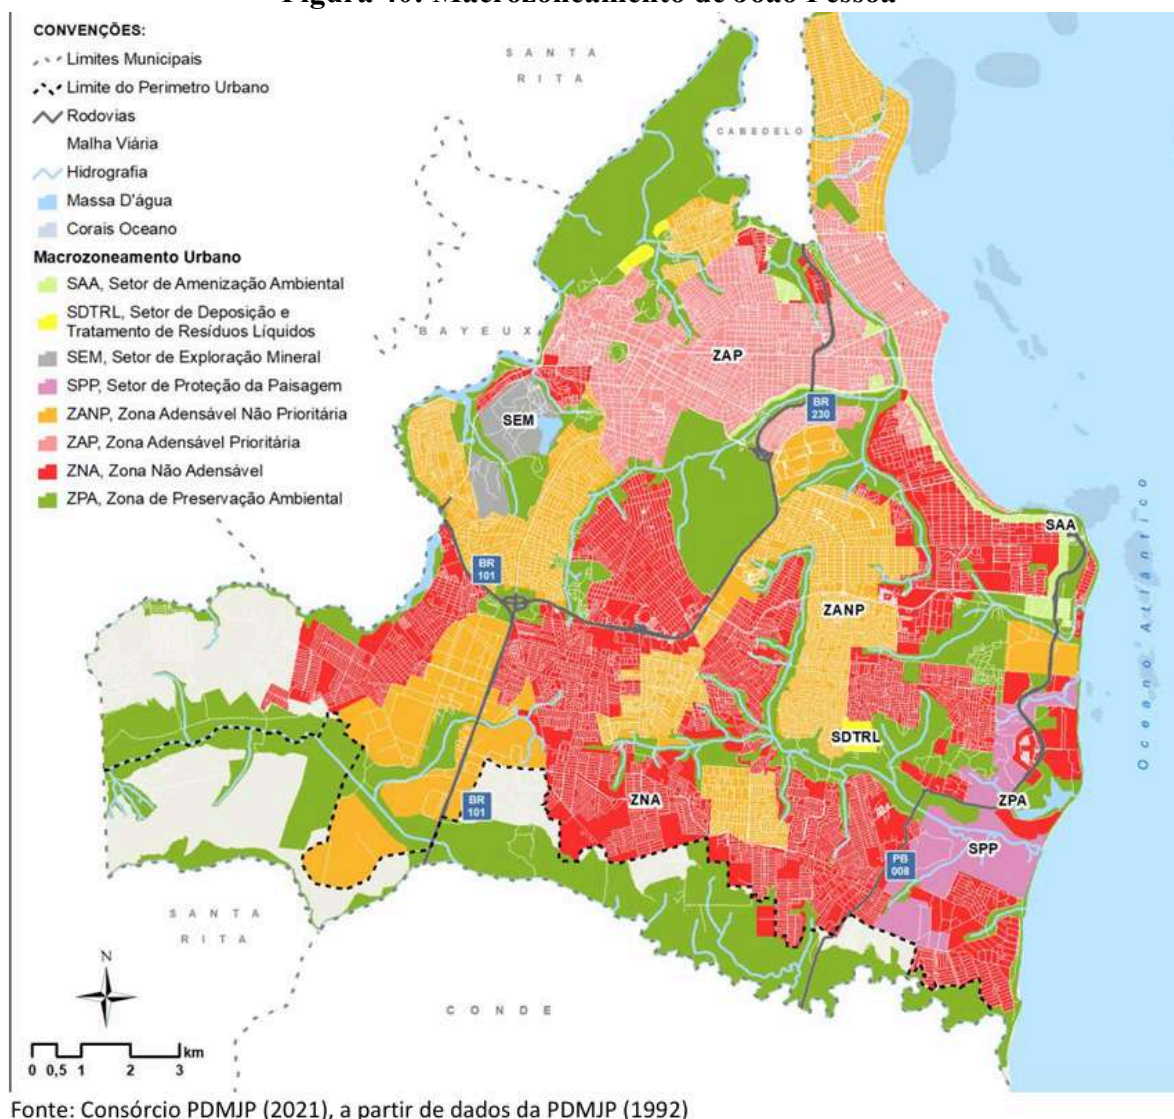 Figura 40: Macrozoneamento de João Pessoa
CONVENÇÕES:
Limites Municipais
Limite do Perimetro Urbano
Rodovias
Malha Viária
Hidrografia
Massa D'água
Corais Oceano
Macrozoneamento Urbano
SAA, Setor de Amenização Ambiental
SDTRL, Setor de Deposição e
Tratamento de Resíduos Líquidos
SEM, Setor de Exploração Mineral
SPP, Setor de Proteção da Paisagem
ZANP, Zona Adensável Não Prioritária
ZAP, Zona Adensável Prioritária
ZNA, Zona Não Adensável
ZPA, Zona de Preservação Ambiental
SANTA
RITA
CABEDELO
BAYEUX
ZAP
SEM
BR
230
SAA
BR
101
ZANP
Oceano Atlântico
SDTRL
ZNA
ZPA
BR
101
SPP
PB
008
SANTA
RITA
N
CONDE
km
0 0,5 1 2 3
Fonte: Consórcio PDMJP (2021), a partir de dados da PDMJP (1992)